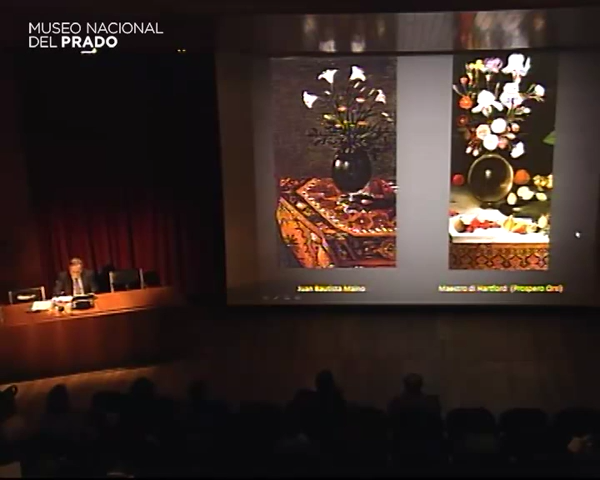 MUSEO NACIONAL
DEL PRADO
Juan Bautista Maino
Maestro di Hartford (Prospero Orsi)